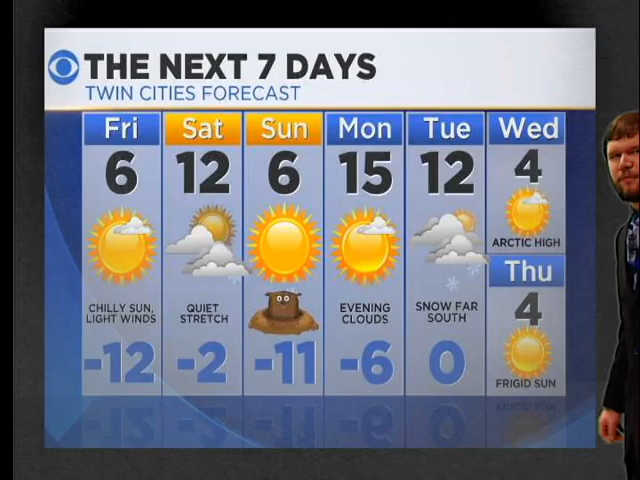 THE NEXT 7 DAYS
TWIN CITIES FORECAST
Fri
6
CHILLY SUN,
LIGHT WINDS
-12
Sat
12
QUIET
STRETCH
-2
Sun
6
-11
Mon
15
EVENING
CLOUDS
-6
Tue
12
SNOW FAR
SOUTH
0
Wed
4
ARCTIC HIGH
Thu
4
FRIGID SUN